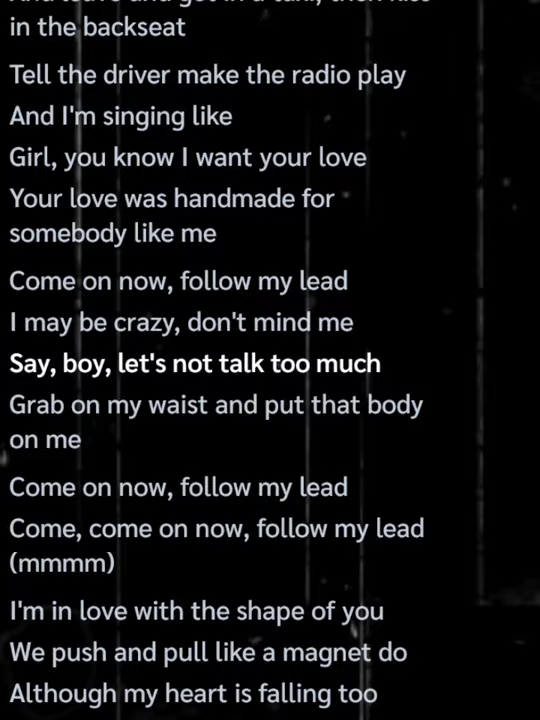 in the backseat
Tell the driver make the radio play
And I'm singing like
Girl, you know I want your love
Your love was handmade for
somebody like me
Come on now, follow my lead
I may be crazy, don't mind me
Say, boy, let's not talk too much
Grab on my waist and put that body
on me
Come on now, follow my lead
Come, come on now, follow my lead
(mmmm)
I'm in love with the shape of you
We push and pull like a magnet do
Although my heart is falling too